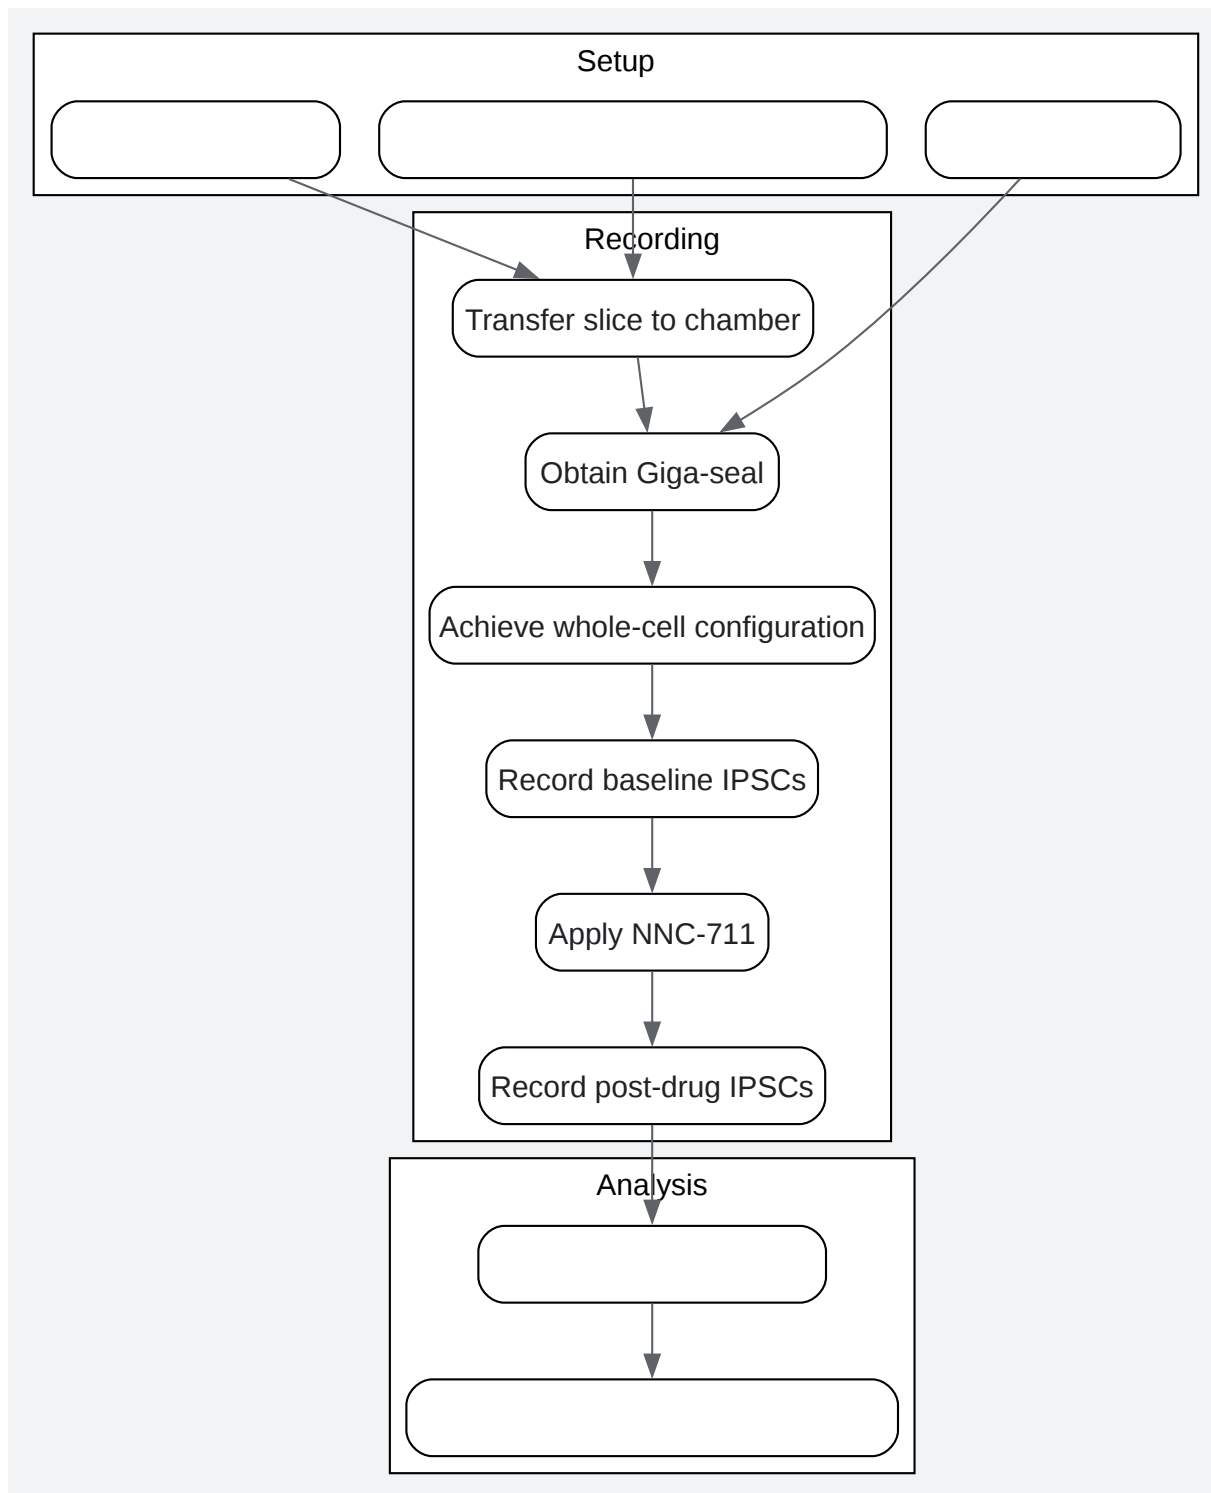 Setup
Recording
Transfer slice to chamber
Obtain Giga-seal
Achieve whole-cell configuration
Record baseline IPSCs
Apply NNC-711
Record post-drug IPSCs
Analysis